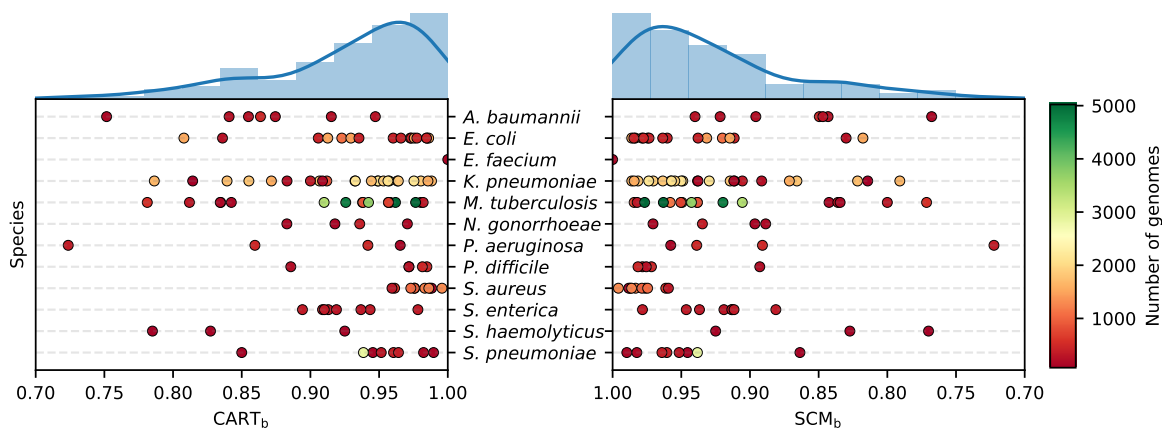 Species
A. baumannii
E. coli
E. faecium
K. pneumoniae
M. tuberculosis
N. gonorrhoeae
P. aeruginosa
P. difficile
S. aureus
S. enterica
S. haemolyticus
S. pneumoniae
0.70 0.75 0.80 0.85 0.90 0.95 1.00
CART_b
1.00 0.95 0.90 0.85 0.80 0.75 0.70
SCM_b
5000
4000
3000
2000
1000
Number of genomes